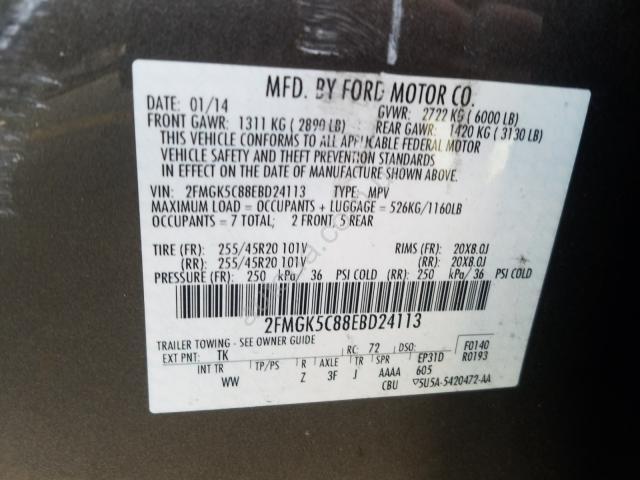 MFD. BY FORD MOTOR CO.
DATE: 01/14 GVWR: 2722 KG ( 6000 LB)
FRONT GAWR: 1311 KG ( 2890 LB) REAR GAWR: 1420 KG ( 3130 LB)
THIS VEHICLE CONFORMS TO ALL APPLICABLE FEDERAL MOTOR
VEHICLE SAFETY AND THEFT PREVENTION STANDARDS
IN EFFECT ON THE DATE OF MANUFACTURE SHOWN ABOVE.
VIN: 2FMGK5C88EBD24113 TYPE: MPV
MAXIMUM LOAD = OCCUPANTS + LUGGAGE = 526KG/1160LB
OCCUPANTS = 7 TOTAL; 2 FRONT, 5 REAR
TIRE (FR): 255/45R20 101V RIMS (FR): 20X8.0J
(RR): 255/45R20 101V (RR): 20X8.0J
PRESSURE (FR): 250 kPa/ 36 PSI COLD (RR): 250 kPa/ 36 PSI COLD
2FMGK5C88EBD24113
TRAILER TOWING - SEE OWNER GUIDE
EXT PNT: TK RC: 72 DSO: F0140
INT TR TP/PS R AXLE TR SPR EP31D R0193
WW Z 3F J AAAA 605
CBU 5U5A-5420472-AA